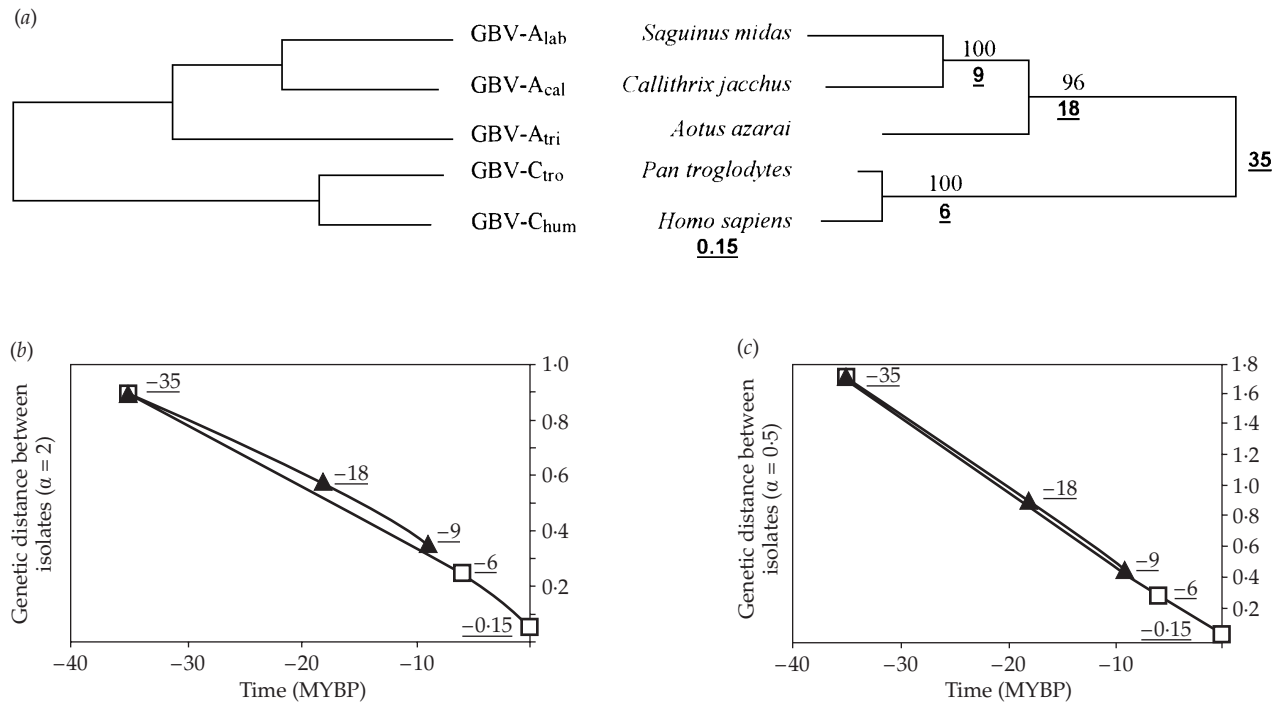 (a)
GBV-Alab
GBV-Acal
GBV-Atri
GBV-Ctro
GBV-Chum
Saguinus midas
Callithrix jacchus
Aotus azarai
Pan troglodytes
Homo sapiens
0.15
100
9
96
18
100
6
35
(b)
Genetic distance between
isolates (α = 2)
−35
−18
−9
−6
−0·15
1·0
0·8
0·6
0·4
0·2
−40
−30
−20
−10
Time (MYBP)
(c)
Genetic distance between
isolates (α = 0·5)
−35
−18
−9
−6
−0·15
1·8
1·6
1·4
1·2
1·0
0·8
0·6
0·4
0·2
−40
−30
−20
−10
Time (MYBP)